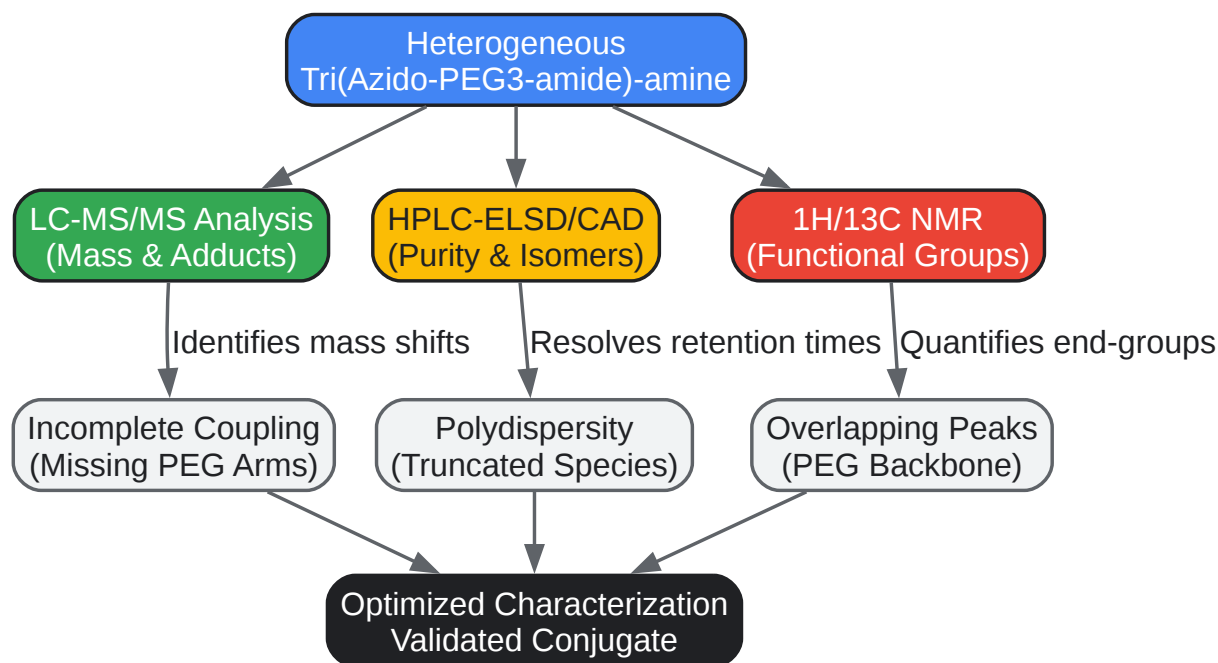 Heterogeneous
Tri(Azido-PEG3-amide)-amine
LC-MS/MS Analysis
(Mass & Adducts)
HPLC-ELSD/CAD
(Purity & Isomers)
1H/13C NMR
(Functional Groups)
Identifies mass shifts
Resolves retention times
Quantifies end-groups
Incomplete Coupling
(Missing PEG Arms)
Polydispersity
(Truncated Species)
Overlapping Peaks
(PEG Backbone)
Optimized Characterization
Validated Conjugate